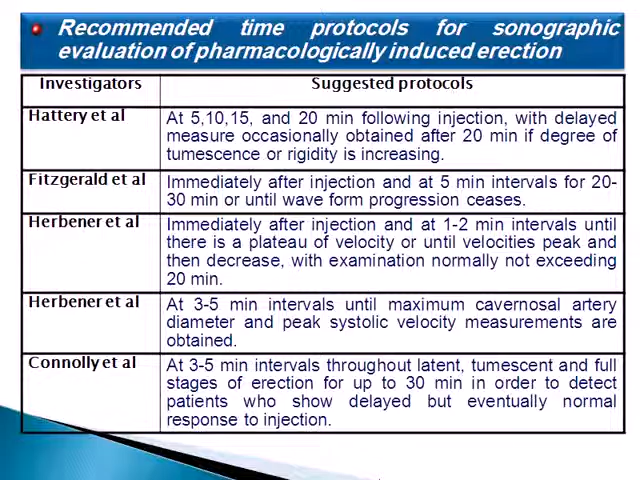 Recommended time protocols for sonographic
evaluation of pharmacologically induced erection
Investigators Suggested protocols
Hattery et al At 5,10,15, and 20 min following injection, with delayed
measure occasionally obtained after 20 min if degree of
tumescence or rigidity is increasing.
Fitzgerald et al Immediately after injection and at 5 min intervals for 20-
30 min or until wave form progression ceases.
Herbener et al Immediately after injection and at 1-2 min intervals until
there is a plateau of velocity or until velocities peak and
then decrease, with examination normally not exceeding
20 min.
Herbener et al At 3-5 min intervals until maximum cavernosal artery
diameter and peak systolic velocity measurements are
obtained.
Connolly et al At 3-5 min intervals throughout latent, tumescent and full
stages of erection for up to 30 min in order to detect
patients who show delayed but eventually normal
response to injection.